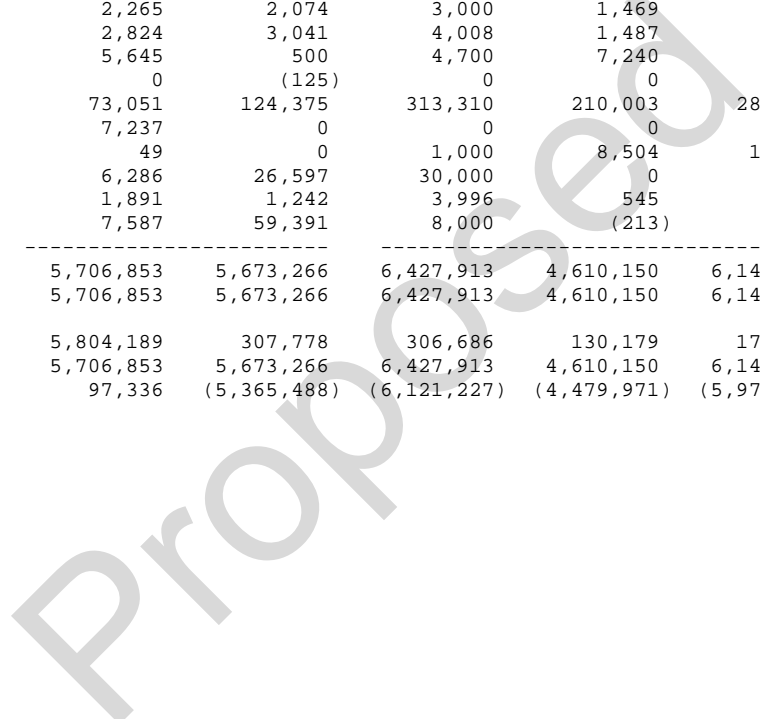 2,265 2,074 3,000 1,469
2,824 3,041 4,008 1,487
5,645 500 4,700 7,240
0 (125) 0 0
73,051 124,375 313,310 210,003 28
7,237 0 0 0
49 0 1,000 8,504 1
6,286 26,597 30,000 0
1,891 1,242 3,996 545
7,587 59,391 8,000 (213)
------------------------ ------------------------------
5,706,853 5,673,266 6,427,913 4,610,150 6,14
5,706,853 5,673,266 6,427,913 4,610,150 6,14
5,804,189 307,778 306,686 130,179 17
5,706,853 5,673,266 6,427,913 4,610,150 6,14
97,336 (5,365,488) (6,121,227) (4,479,971) (5,97
Proposed